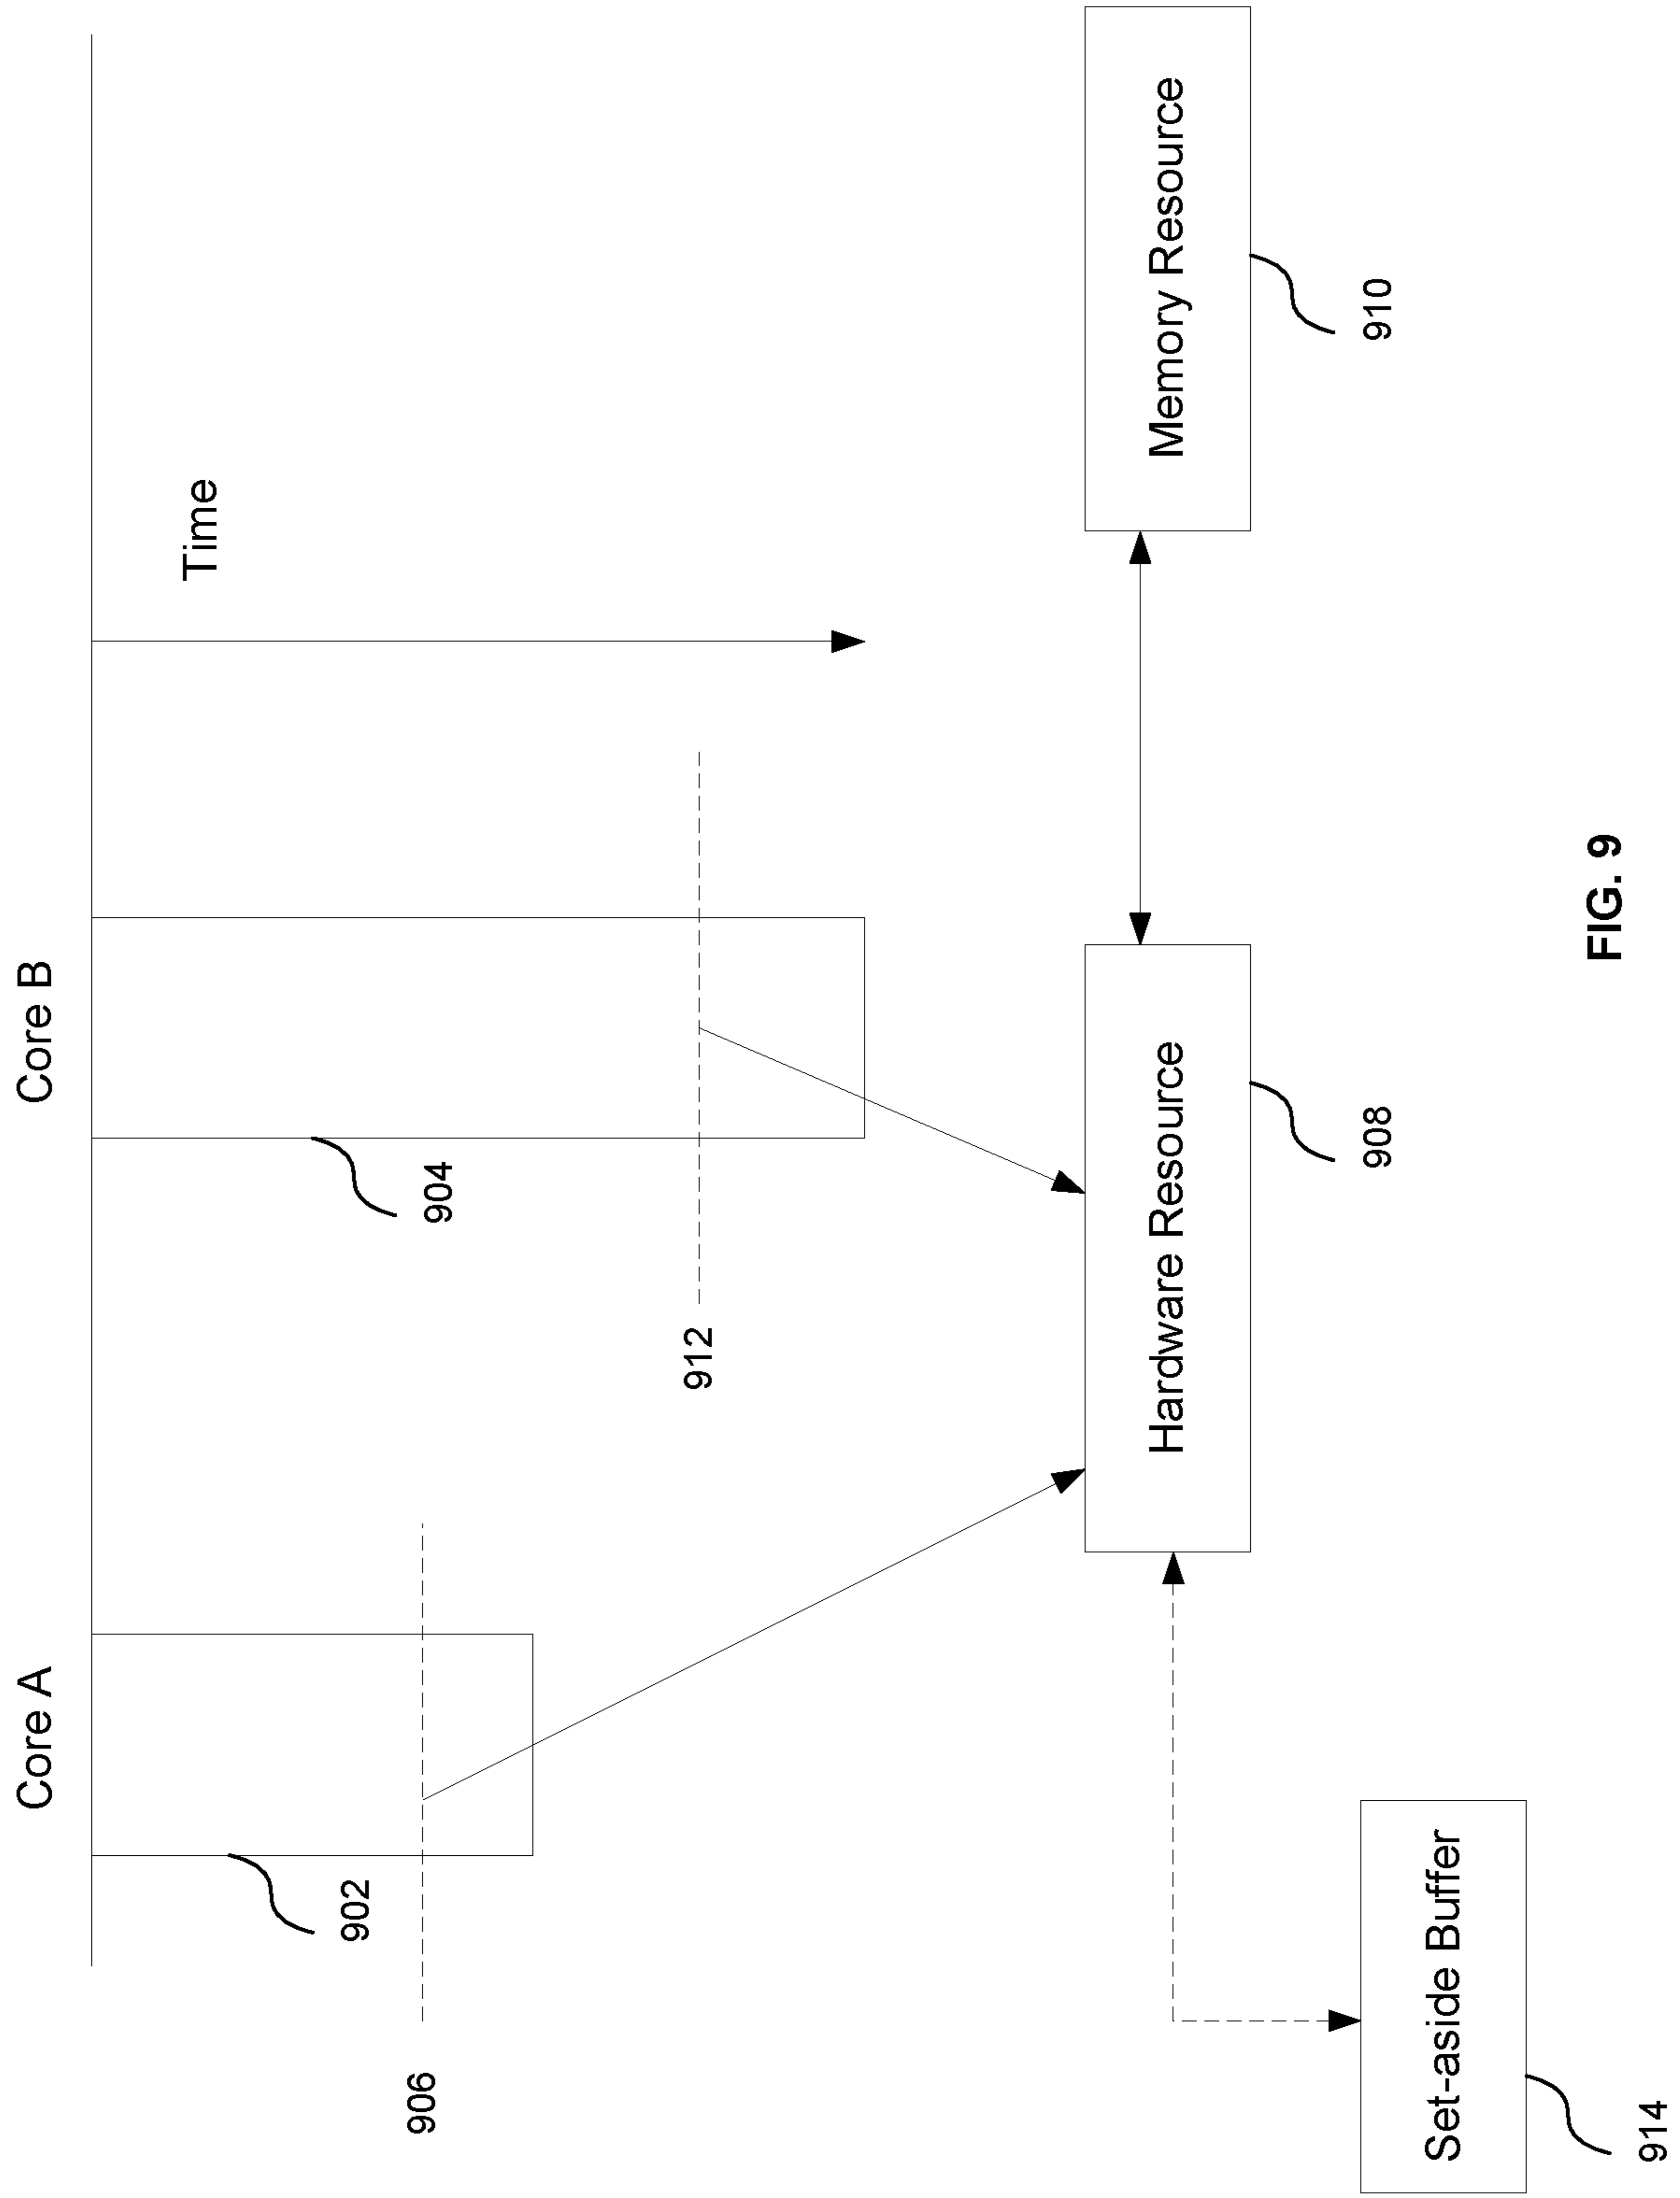 Core A
Core B
Time
902
904
906
912
Hardware Resource
Memory Resource
908
910
Set-aside Buffer
914
FIG. 9